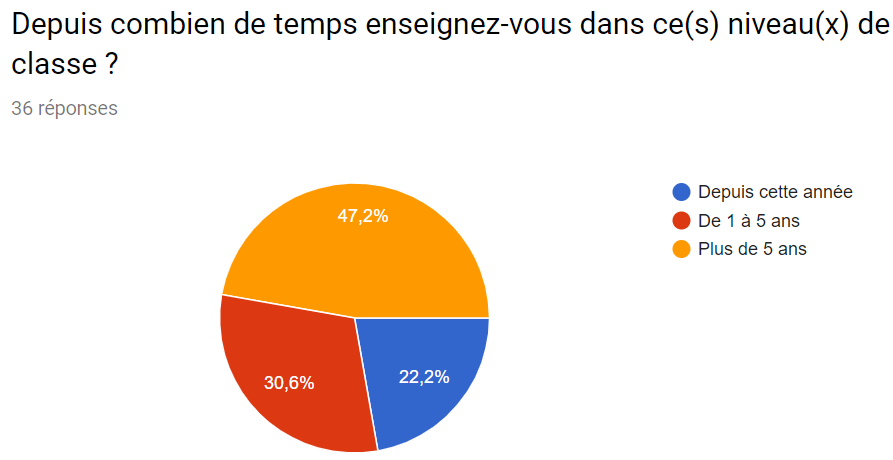 Depuis combien de temps enseignez-vous dans ce(s) niveau(x) de
classe ?
36 réponses
47,2%
30,6%
22,2%
Depuis cette année
De 1 à 5 ans
Plus de 5 ans